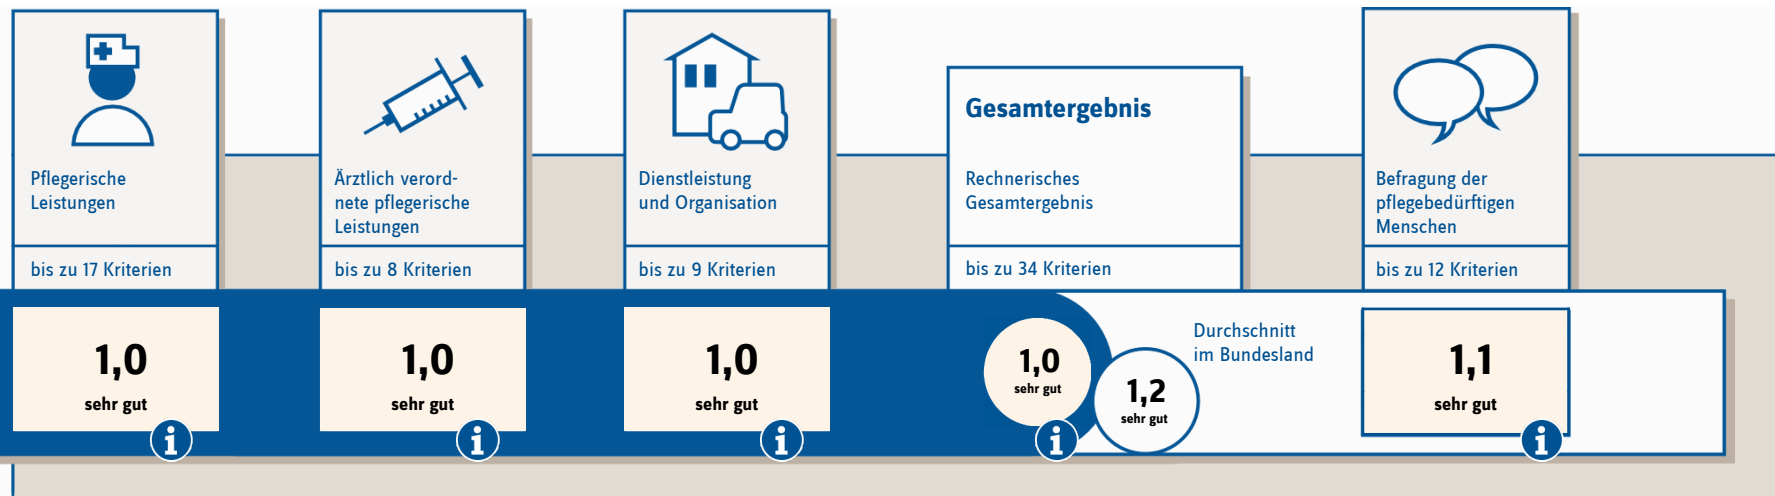 Pflegerische
Leistungen
bis zu 17 Kriterien
1,0
sehr gut
i
Ärztlich verord-
nete pflegerische
Leistungen
bis zu 8 Kriterien
1,0
sehr gut
i
Dienstleistung
und Organisation
bis zu 9 Kriterien
1,0
sehr gut
i
Gesamtergebnis
Rechnerisches
Gesamtergebnis
bis zu 34 Kriterien
1,0
sehr gut
i
1,2
sehr gut
Durchschnitt
im Bundesland
Befragung der
pflegebedürftigen
Menschen
bis zu 12 Kriterien
1,1
sehr gut
i